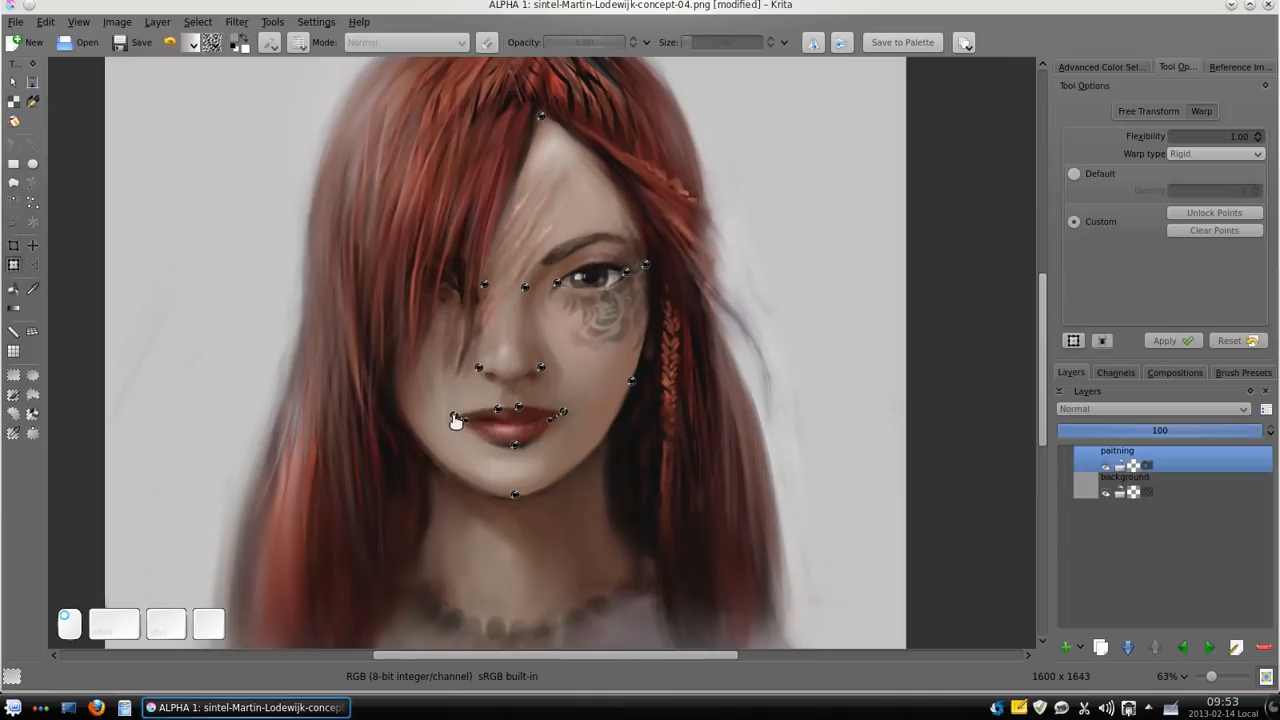 ALPHA 1: sintel-Martin-Lodewijk-concept-04.png [modified] – Krita
File Edit View Image Layer Select Filter Tools Settings Help
New Open Save Mode: Normal Opacity: 1.00 Size: Save to Palette
T...
Advanced Color Sel... Tool Op... Reference Im...
Tool Options
Free Transform Warp
Flexibility 1.00
Warp type Rigid
Default
Density
Custom Unlock Points
Clear Points
Apply Reset
Layers Channels Compositions Brush Presets
Layers
Normal
100
paitning
background
RGB (8-bit integer/channel) sRGB built-in 1600 x 1643 63%
ALPHA 1: sintel-Martin-Lodewijk-concept
09:53
2013-02-14 Local